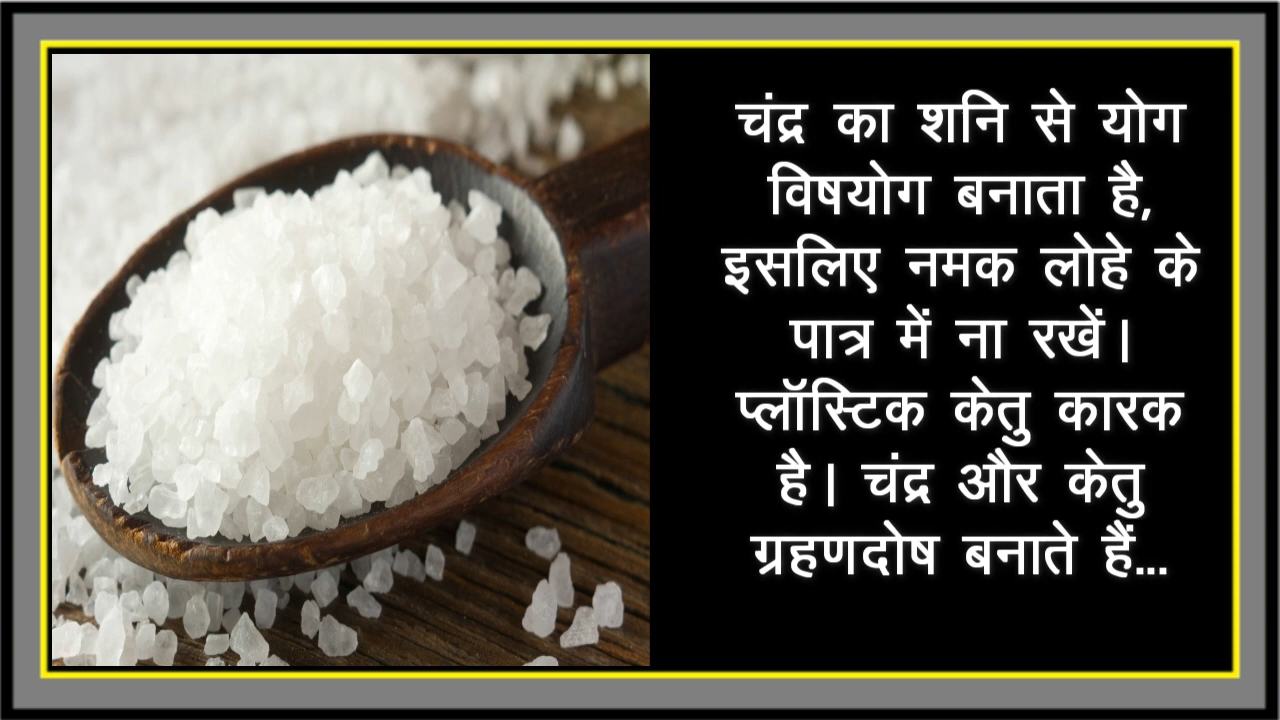 चंद्र का शनि से योग
विषयोग बनाता है,
इसलिए नमक लोहे के
पात्र में ना रखें।
प्लॉस्टिक केतु कारक
है। चंद्र और केतु
ग्रहणदोष बनाते हैं...